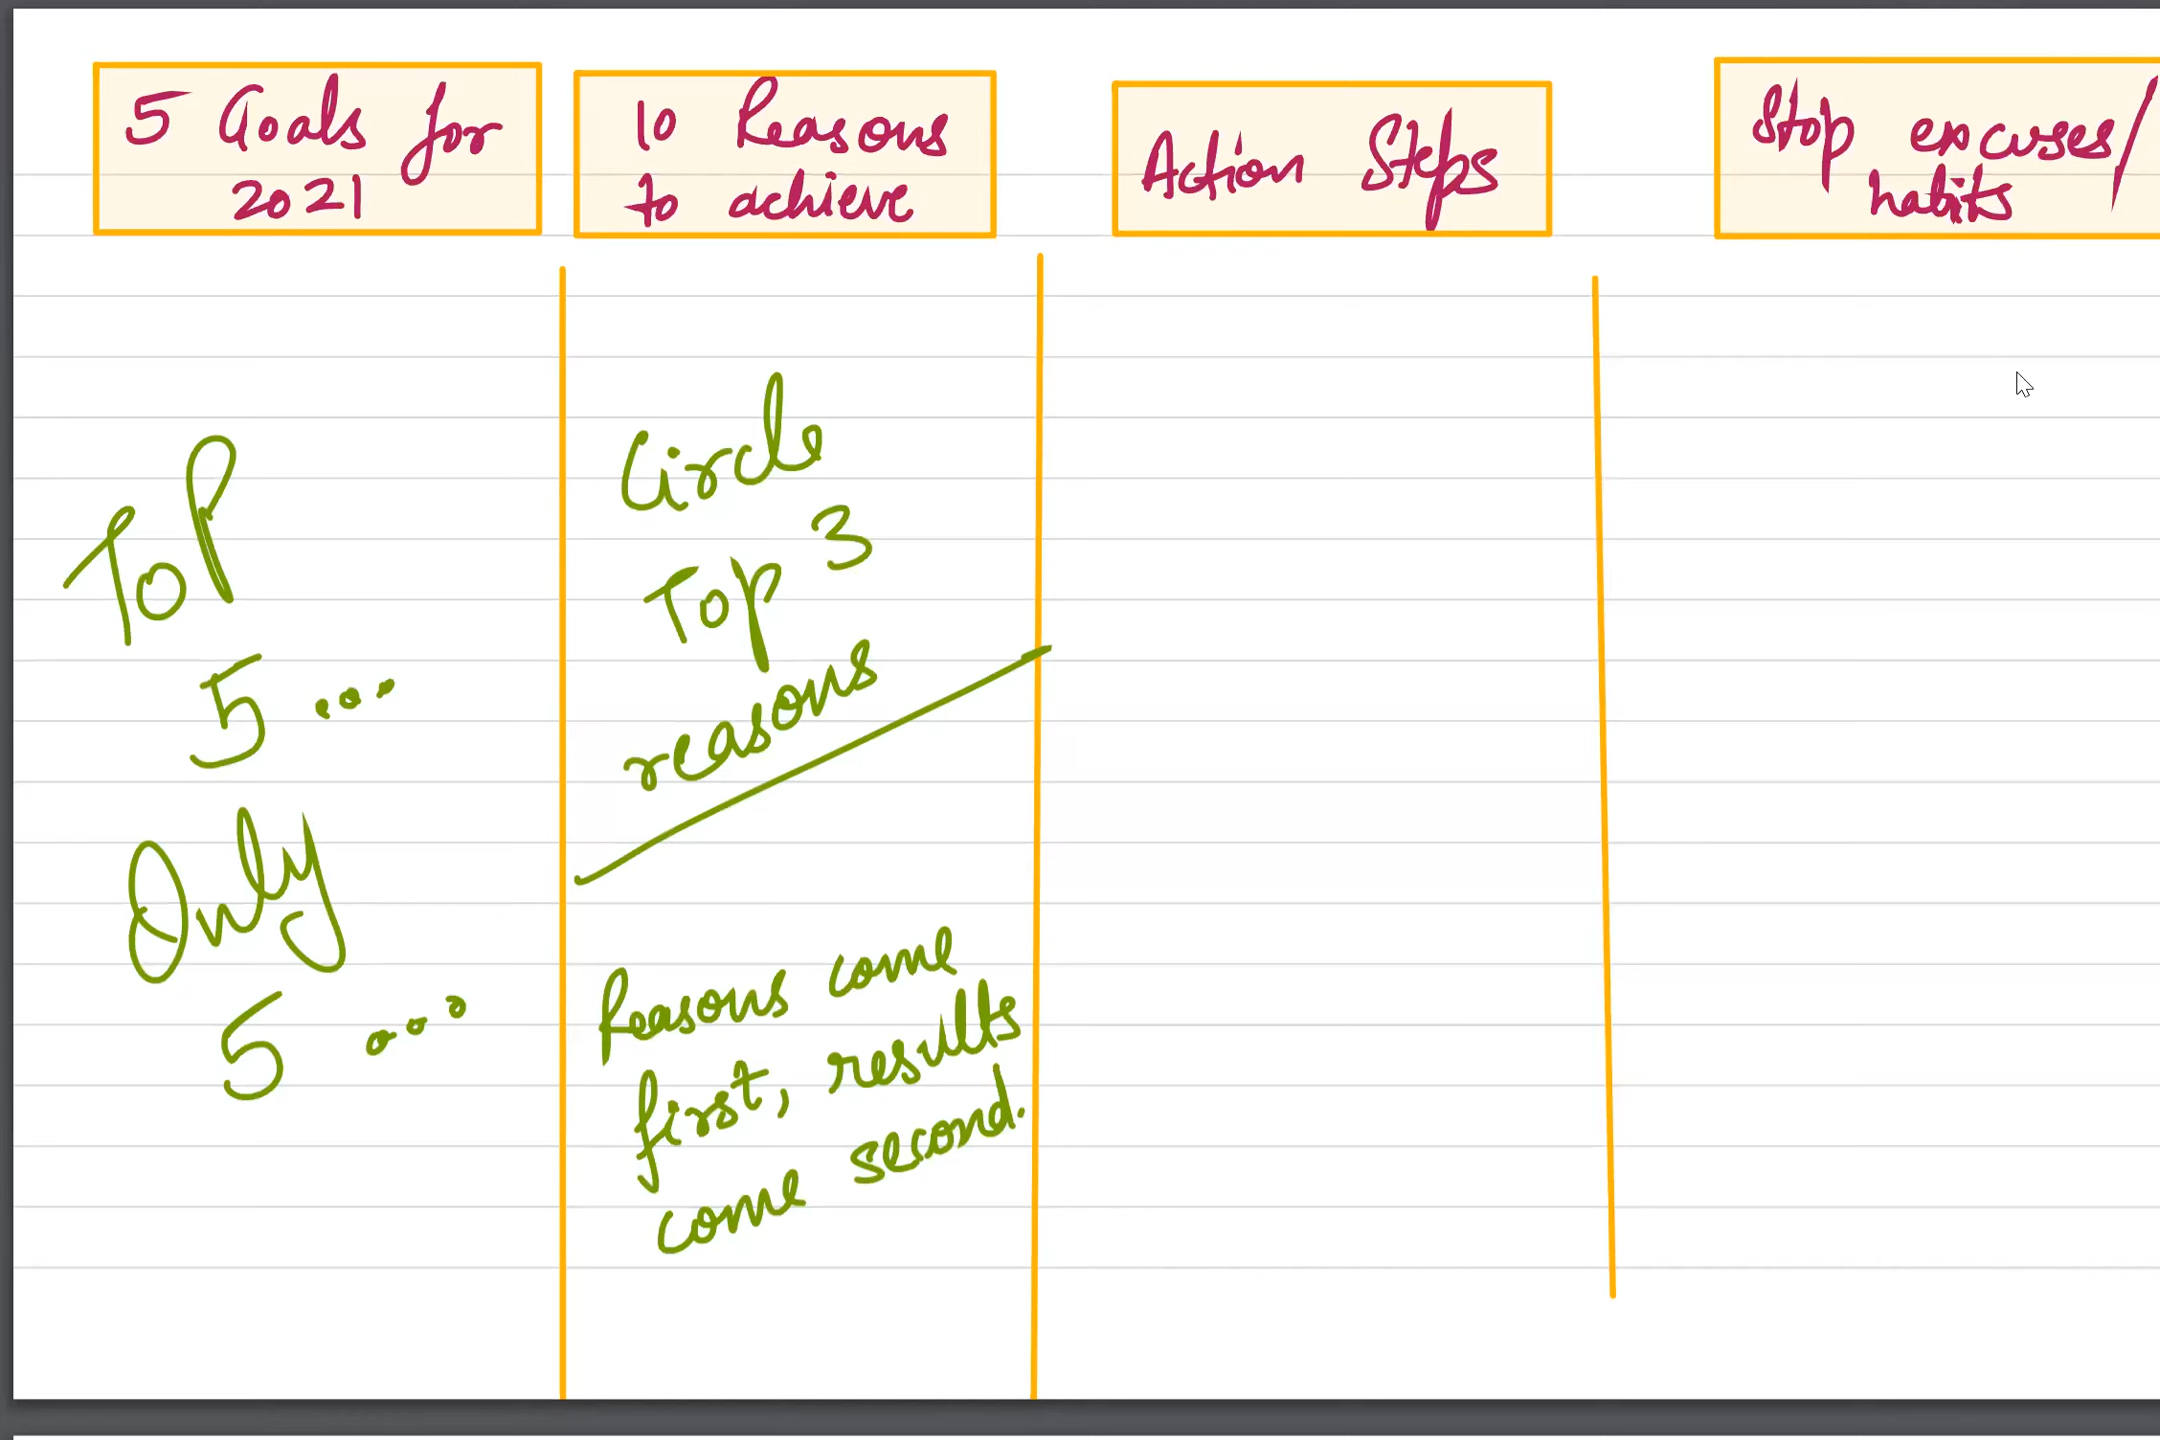 5 Goals for
2021
10 Reasons
to achieve
Action Steps
Stop excuses/
habits
Top
5 ...
Only
5 ....
Circle
Top 3
reasons
Reasons come
first, results
come second.